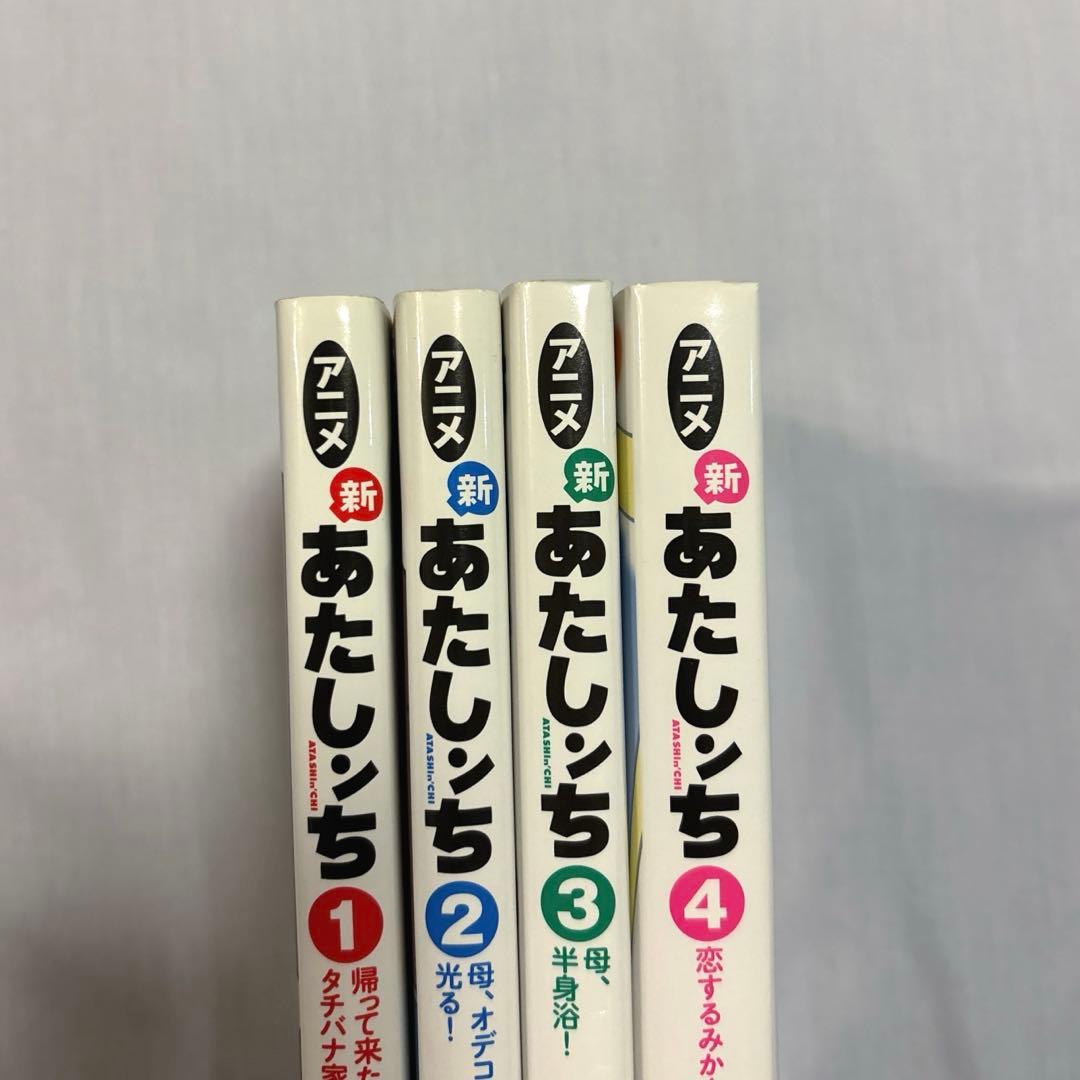 アニメ
新
あたしンち
ATASHIn'CHI
1
帰って来た
タチバナ家
アニメ
新
あたしンち
ATASHIn'CHI
2
母、オデコ
光る！
アニメ
新
あたしンち
ATASHIn'CHI
3
母、
半身浴！
アニメ
新
あたしンち
ATASHIn'CHI
4
恋するみか